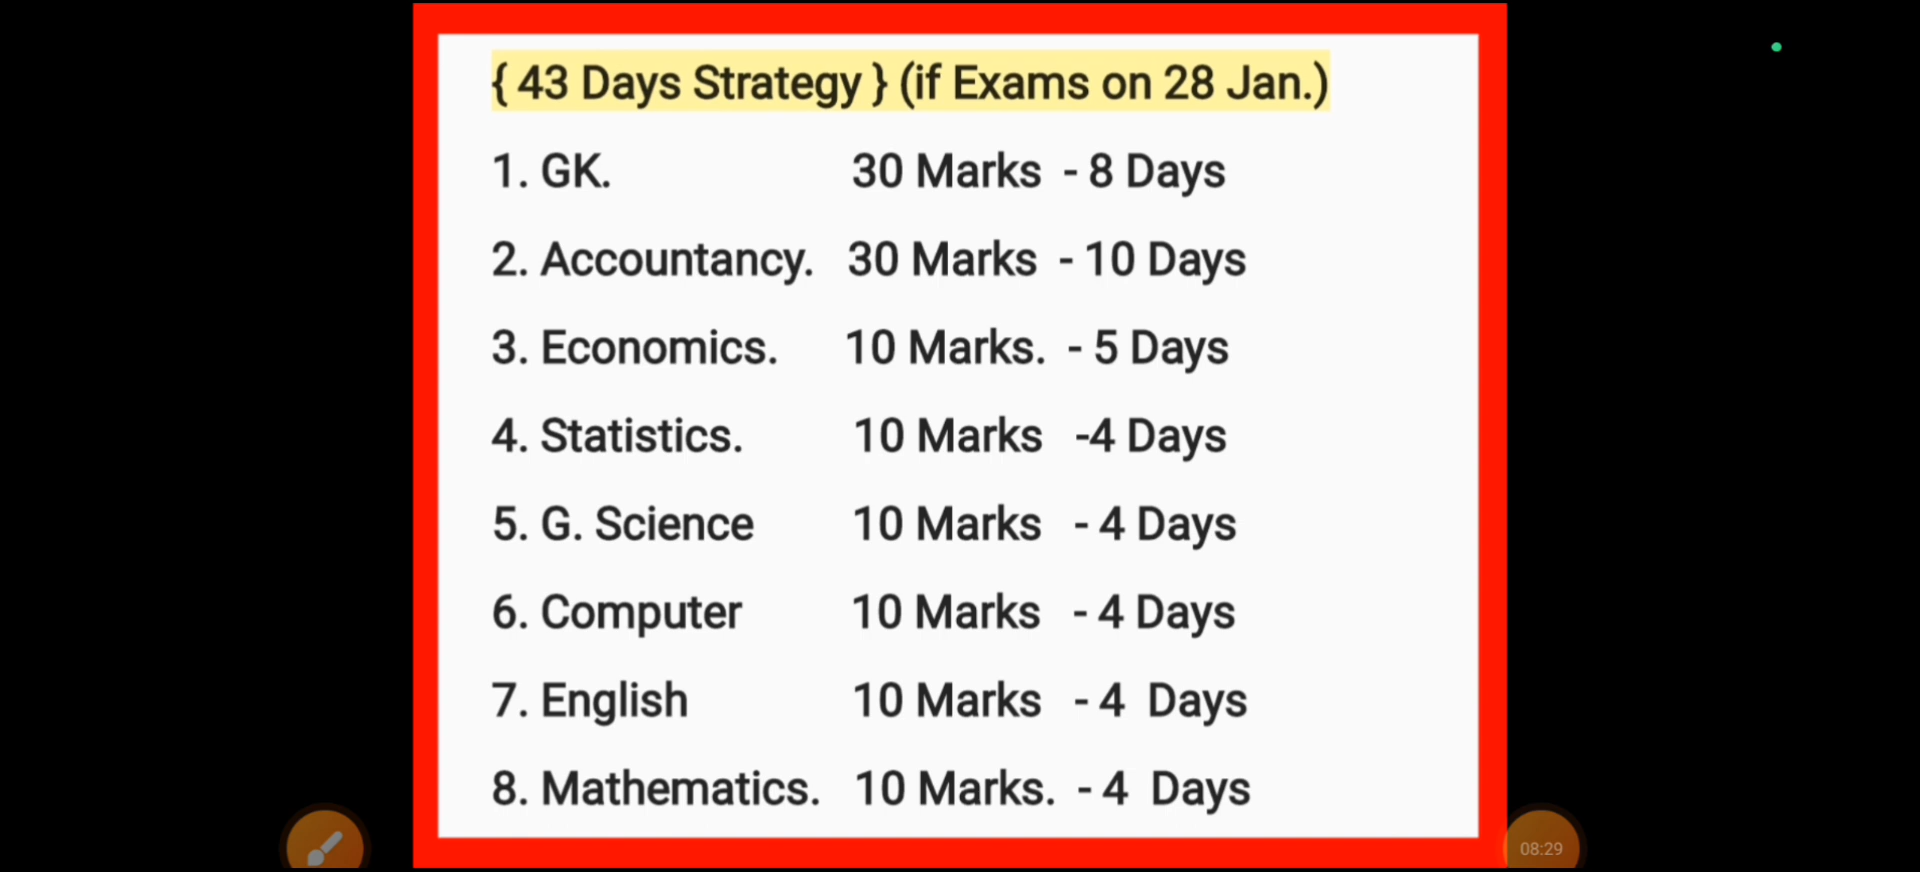 { 43 Days Strategy } (if Exams on 28 Jan.)
1. GK. 30 Marks - 8 Days
2. Accountancy. 30 Marks - 10 Days
3. Economics. 10 Marks. - 5 Days
4. Statistics. 10 Marks -4 Days
5. G. Science 10 Marks - 4 Days
6. Computer 10 Marks - 4 Days
7. English 10 Marks - 4 Days
8. Mathematics. 10 Marks. - 4 Days
08:29